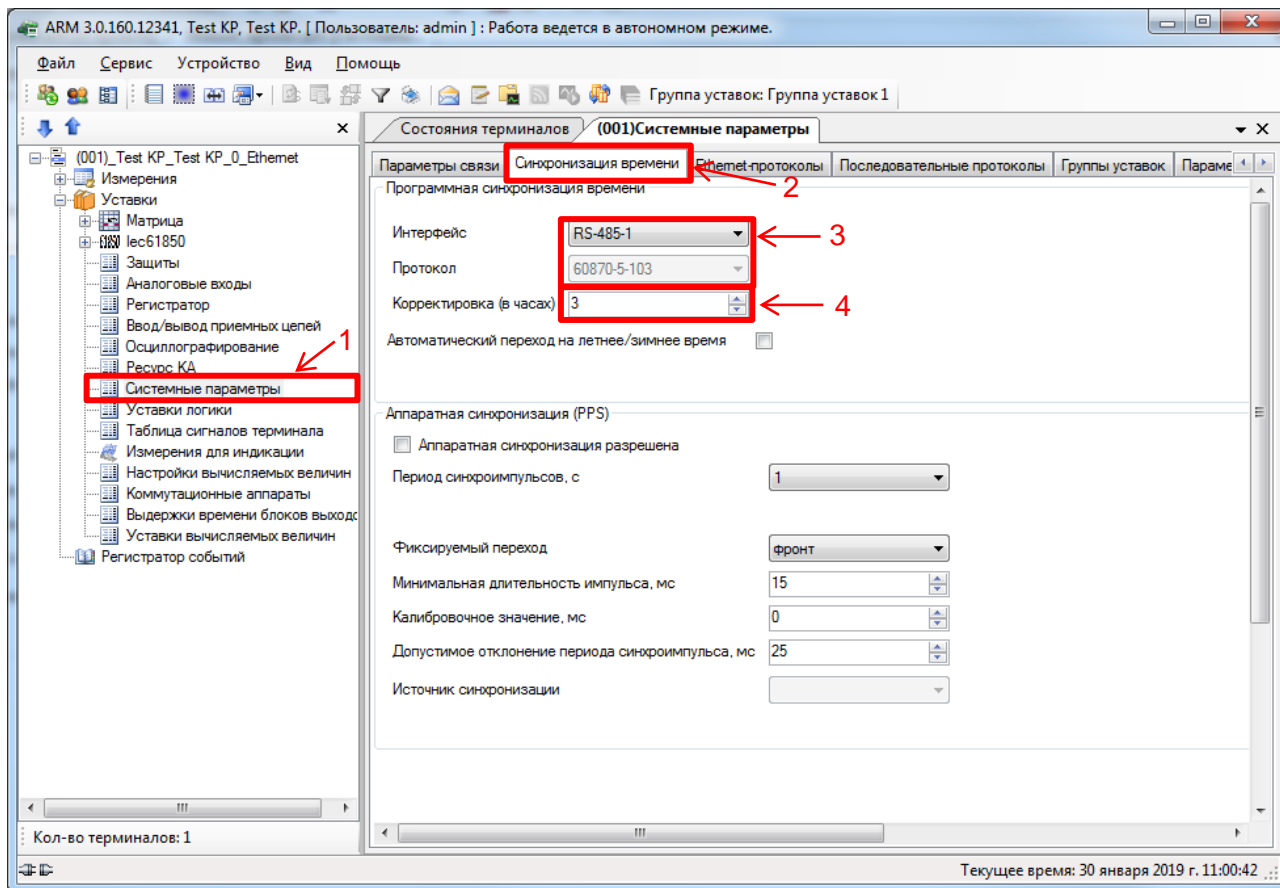 ARM 3.0.160.12341, Test KP, Test KP. [ Пользователь: admin ] : Работа ведется в автономном режиме.
Файл Сервис Устройство Вид Помощь
Группа уставок: Группа уставок 1
Состояния терминалов (001)Системные параметры
(001)_Test KP_Test KP_0_Ethernet
Измерения
Уставки
Матрица
Iec61850
Защиты
Аналоговые входы
Регистратор
Ввод/вывод приемных цепей
Осциллографирование
Ресурс КА
Системные параметры
Уставки логики
Таблица сигналов терминала
Измерения для индикации
Настройки вычисляемых величин
Коммутационные аппараты
Выдержки времени блоков выходс
Уставки вычисляемых величин
Регистратор событий
1
Кол-во терминалов: 1
Параметры связи Синхронизация времени Ethernet-протоколы Последовательные протоколы Группы уставок Параме
2
Программная синхронизация времени
Интерфейс RS-485-1
3
Протокол 60870-5-103
Корректировка (в часах) 3
4
Автоматический переход на летнее/зимнее время
Аппаратная синхронизация (PPS)
Аппаратная синхронизация разрешена
Период синхроимпульсов, с 1
Фиксируемый переход фронт
Минимальная длительность импульса, мс 15
Калибровочное значение, мс 0
Допустимое отклонение периода синхроимпульса, мс 25
Источник синхронизации
Текущее время: 30 января 2019 г. 11:00:42